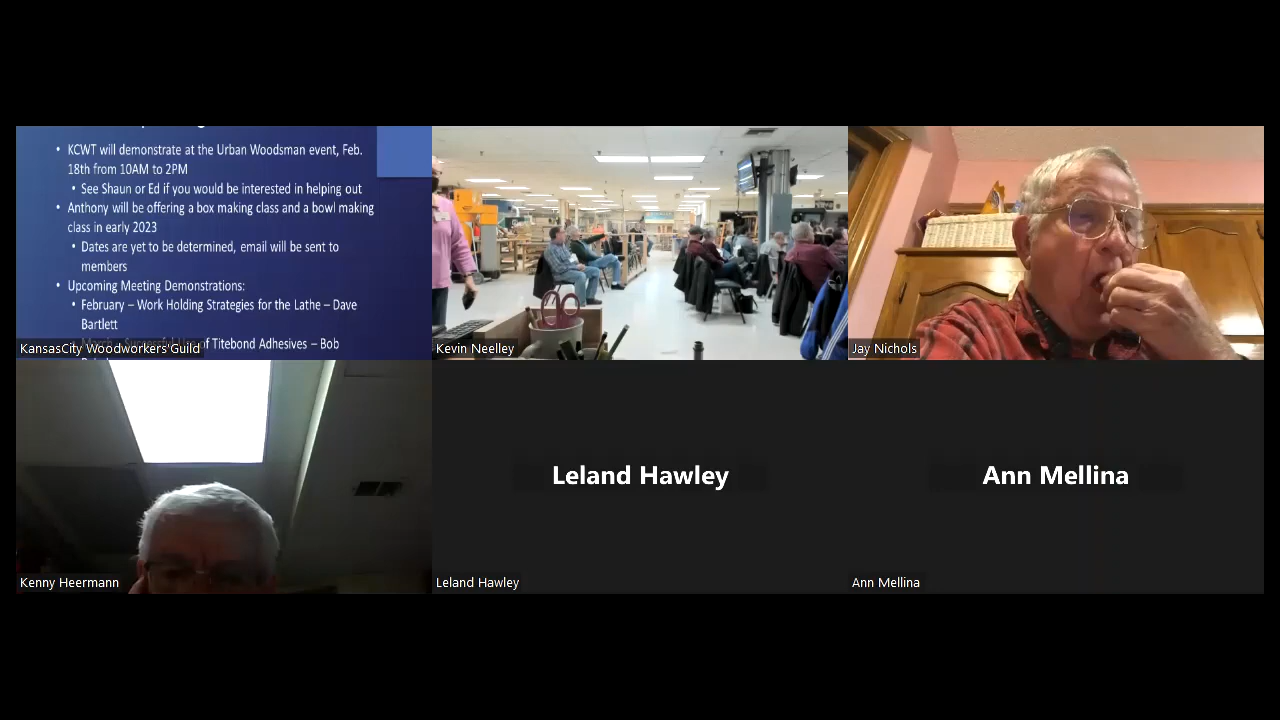 • KCWT will demonstrate at the Urban Woodsman event, Feb.
18th from 10AM to 2PM
• See Shaun or Ed if you would be interested in helping out
• Anthony will be offering a box making class and a bowl making
class in early 2023
• Dates are yet to be determined, email will be sent to
members
• Upcoming Meeting Demonstrations:
• February – Work Holding Strategies for the Lathe – Dave
Bartlett
of Titebond Adhesives – Bob
KansasCity Woodworkers'Guild
Kevin Neelley
Jay Nichols
Kenny Heermann
Leland Hawley
Leland Hawley
Ann Mellina
Ann Mellina